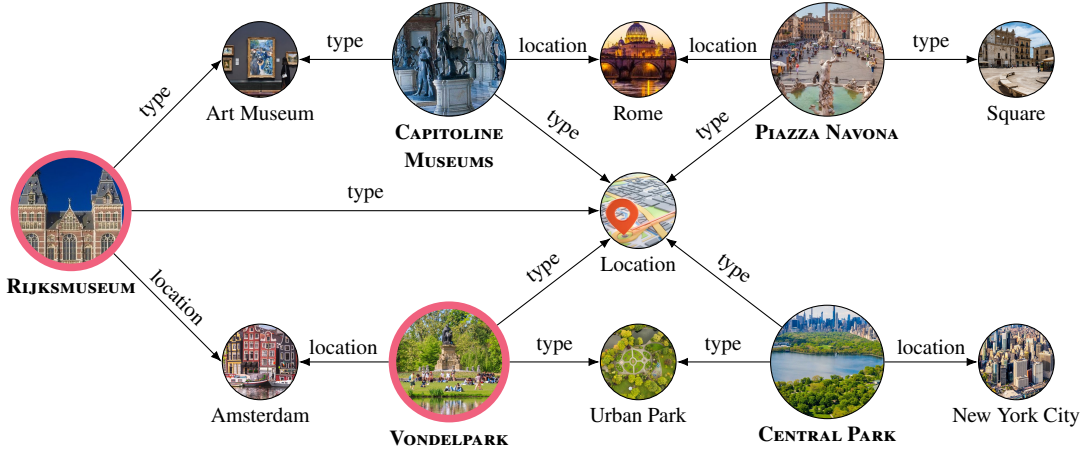 type
location
location
type
Art Museum
Rome
Square
CAPITOLINE
MUSEUMS
PIAZZA NAVONA
type
type
type
type
RIJKSMUSEUM
Location
location
type
type
location
type
type
location
Amsterdam
Urban Park
New York City
VONDELPARK
CENTRAL PARK